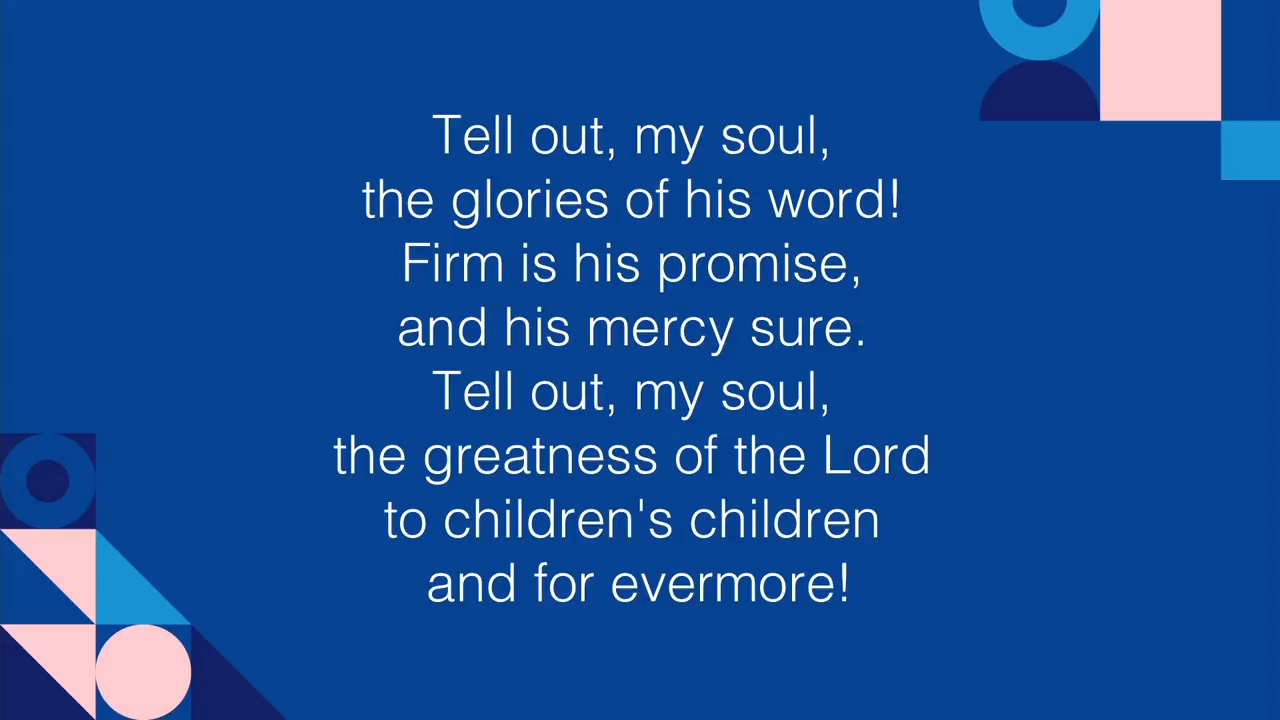 Tell out, my soul,
the glories of his word!
Firm is his promise,
and his mercy sure.
Tell out, my soul,
the greatness of the Lord
to children's children
and for evermore!